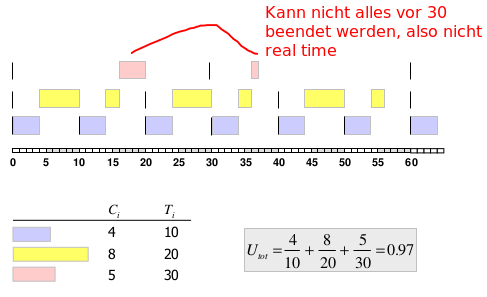 Kann nicht alles vor 30
beendet werden, also nicht
real time
0 5 10 15 20 25 30 35 40 45 50 55 60
C_i T_i
4 10
8 20
5 30
U_tot = 4/10 + 8/20 + 5/30 = 0.97